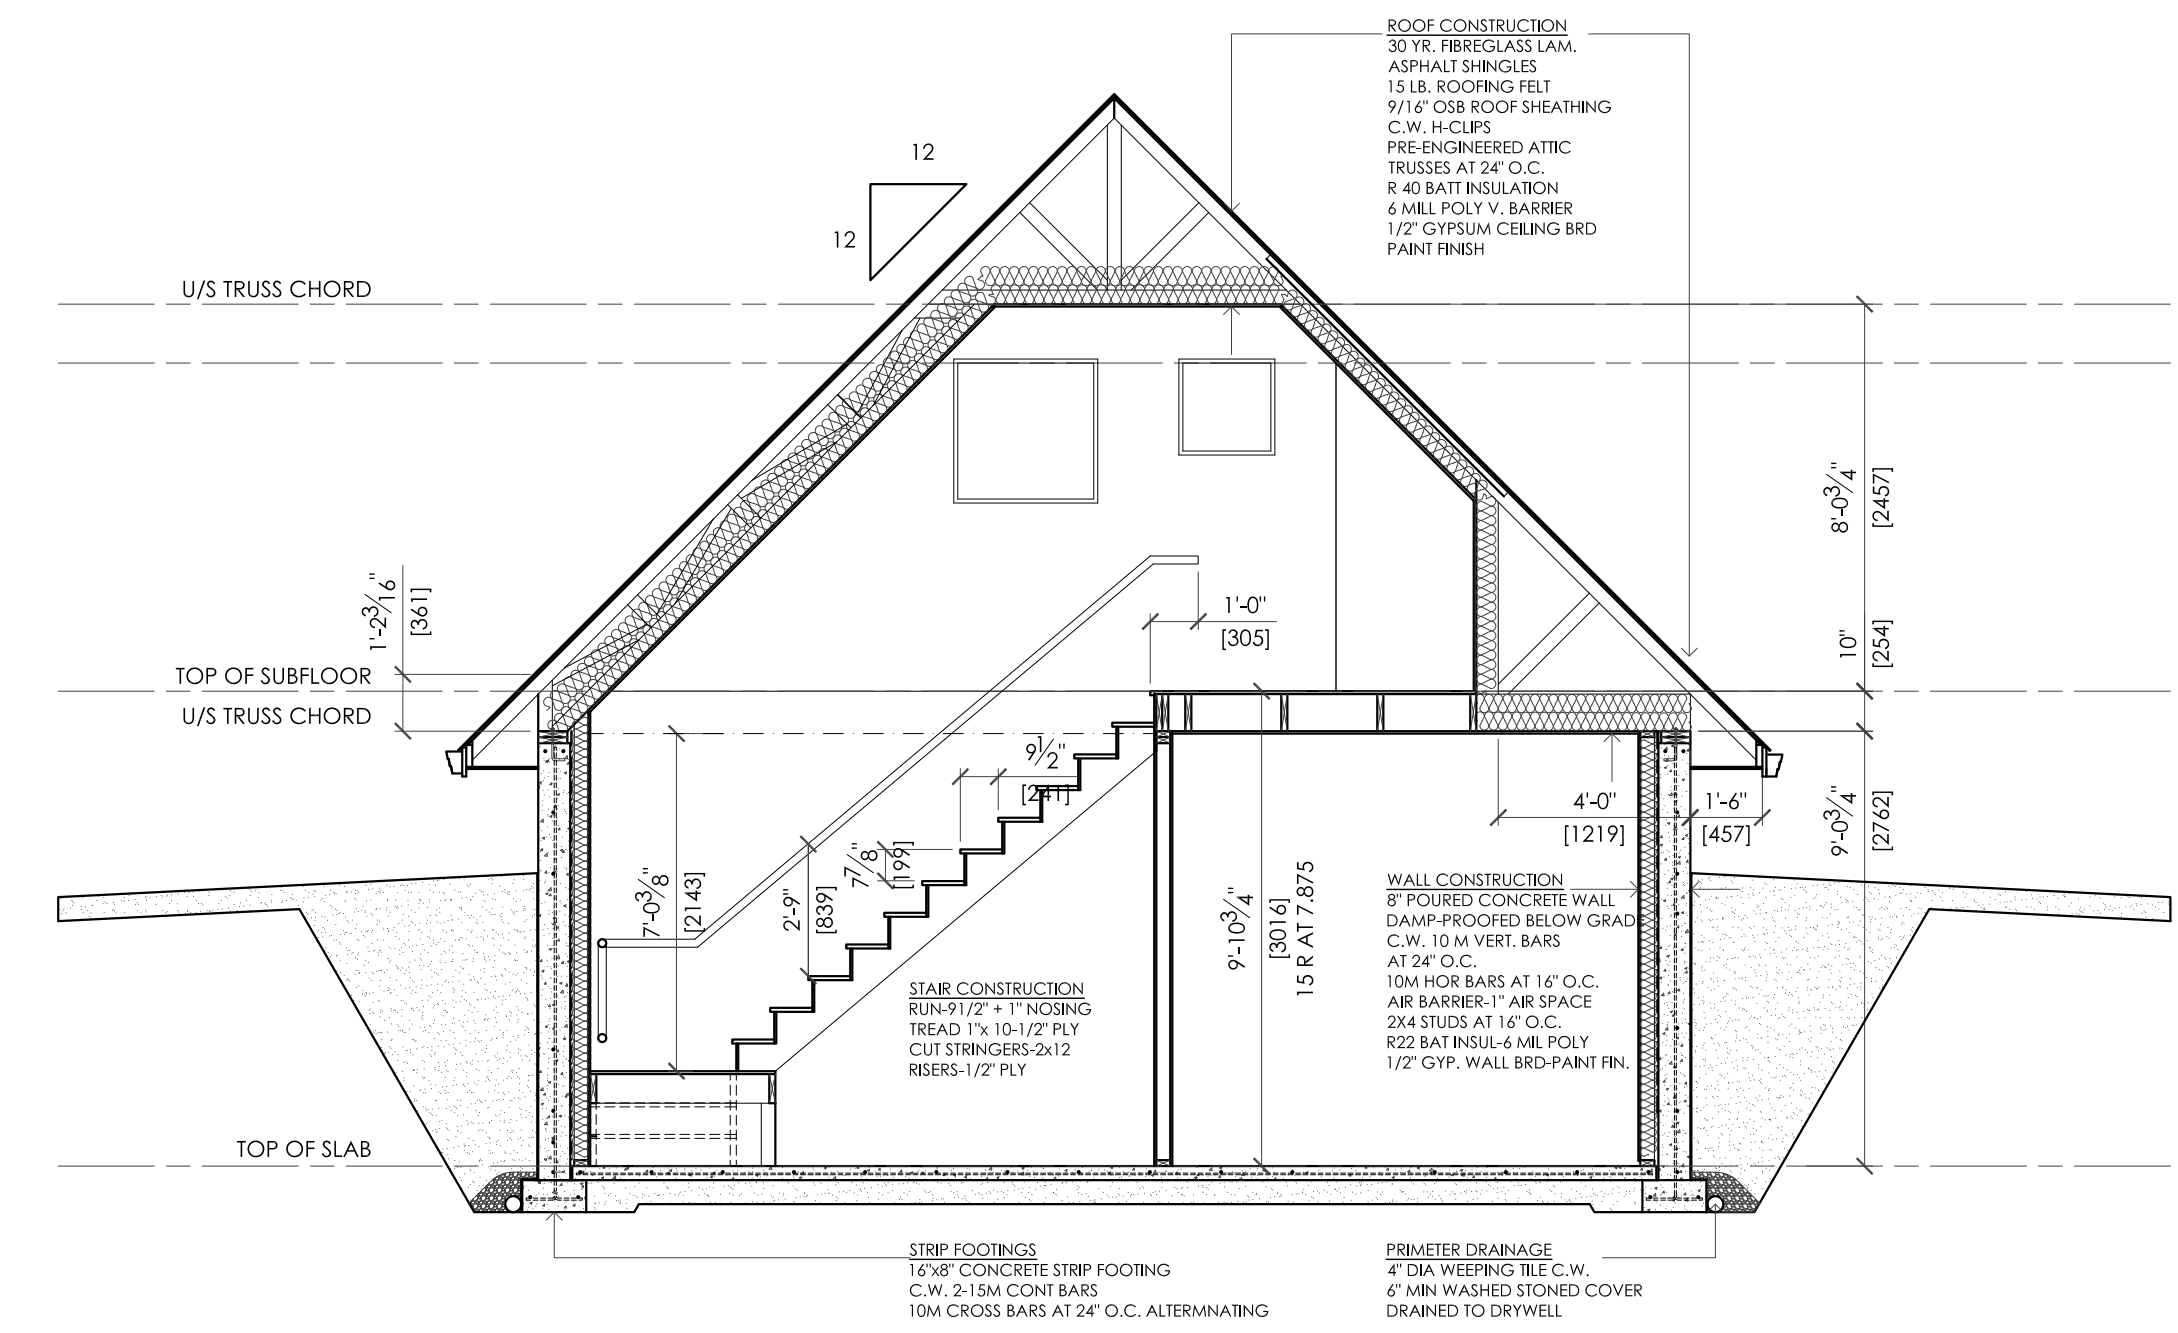 ROOF CONSTRUCTION
30 YR. FIBREGLASS LAM.
ASPHALT SHINGLES
15 LB. ROOFING FELT
9/16" OSB ROOF SHEATHING
C.W. H-CLIPS
PRE-ENGINEERED ATTIC
TRUSSES AT 24" O.C.
R 40 BATT INSULATION
6 MILL POLY V. BARRIER
1/2" GYPSUM CEILING BRD
PAINT FINISH
12
12
U/S TRUSS CHORD
8'-0 3/4"
[2457]
1'-2 3/16"
[361]
1'-0"
[305]
10"
[254]
TOP OF SUBFLOOR
U/S TRUSS CHORD
9 1/2"
[241]
4'-0"
[1219]
1'-6"
[457]
9'-0 3/4"
[2762]
7'-0 3/8"
[2143]
2'-9"
[839]
7 7/8"
[199]
9'-10 3/4"
[3016]
15 R AT 7.875
WALL CONSTRUCTION
8" POURED CONCRETE WALL
DAMP-PROOFED BELOW GRAD
C.W. 10 M VERT. BARS
AT 24" O.C.
10M HOR BARS AT 16" O.C.
AIR BARRIER-1" AIR SPACE
2X4 STUDS AT 16" O.C.
R22 BAT INSUL-6 MIL POLY
1/2" GYP. WALL BRD-PAINT FIN.
STAIR CONSTRUCTION
RUN-91/2" + 1" NOSING
TREAD 1"x 10-1/2" PLY
CUT STRINGERS-2x12
RISERS-1/2" PLY
TOP OF SLAB
STRIP FOOTINGS
16"x8" CONCRETE STRIP FOOTING
C.W. 2-15M CONT BARS
10M CROSS BARS AT 24" O.C. ALTERMNATING
PRIMETER DRAINAGE
4" DIA WEEPING TILE C.W.
6" MIN WASHED STONED COVER
DRAINED TO DRYWELL